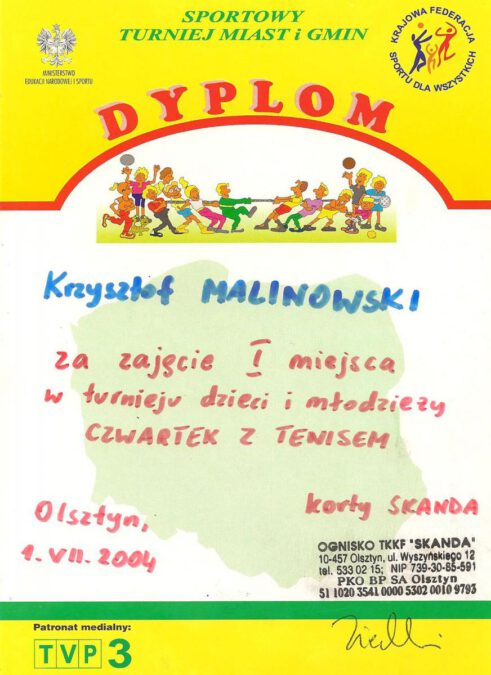 SPORTOWY
TURNIEJ MIAST i GMIN
MINISTERSTWO
EDUKACJI NARODOWEJ I SPORTU
KRAJOWA FEDERACJA
SPORTU DLA WSZYSTKICH
DYPLOM
Krzysztof MALINOWSKI
za zajęcie I miejsca
w turnieju dzieci i młodzieży
CZWARTEK Z TENISEM
korty SKANDA
Olsztyn,
1.VII.2004
OGNISKO TKKF "SKANDA"
10-457 Olsztyn, ul. Wyszyńskiego 12
tel. 533 02 15; NIP 739-30-85-591
PKO BP SA Olsztyn
51 1020 3541 0000 5302 0010 9793
Patronat medialny:
TVP 3